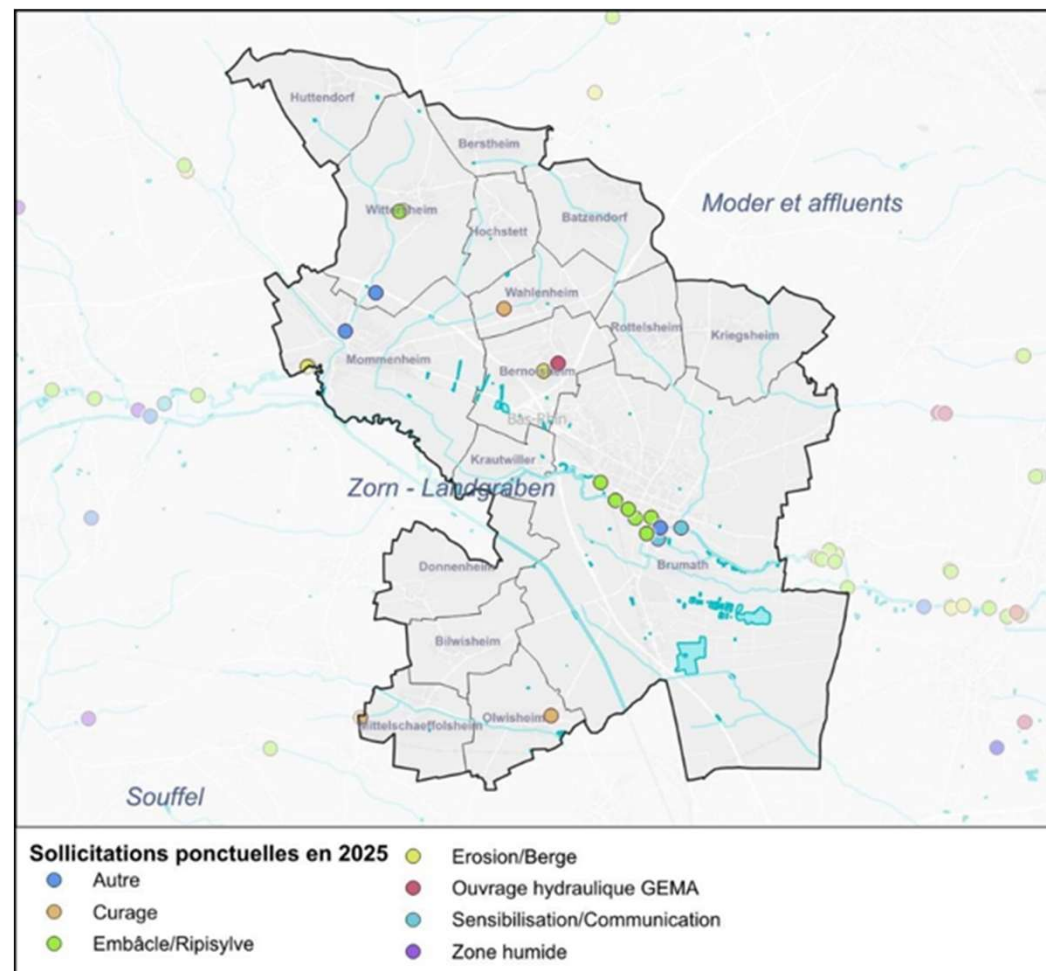 Huttendorf
Berstheim
Wittersheim
Batzendorf
Moder et affluents
Hochstett
Wahlenheim
Rottelsheim
Kriegsheim
Mommenheim
Bernolsheim
Bas-Rhin
Krautwiller
Zorn - Landgraben
Donnenheim
Brumath
Bilwisheim
Olwisheim
Mittelschaeffolsheim
Souffel
Sollicitations ponctuelles en 2025
Autre
Curage
Embâcle/Ripisylve
Erosion/Berge
Ouvrage hydraulique GEMA
Sensibilisation/Communication
Zone humide